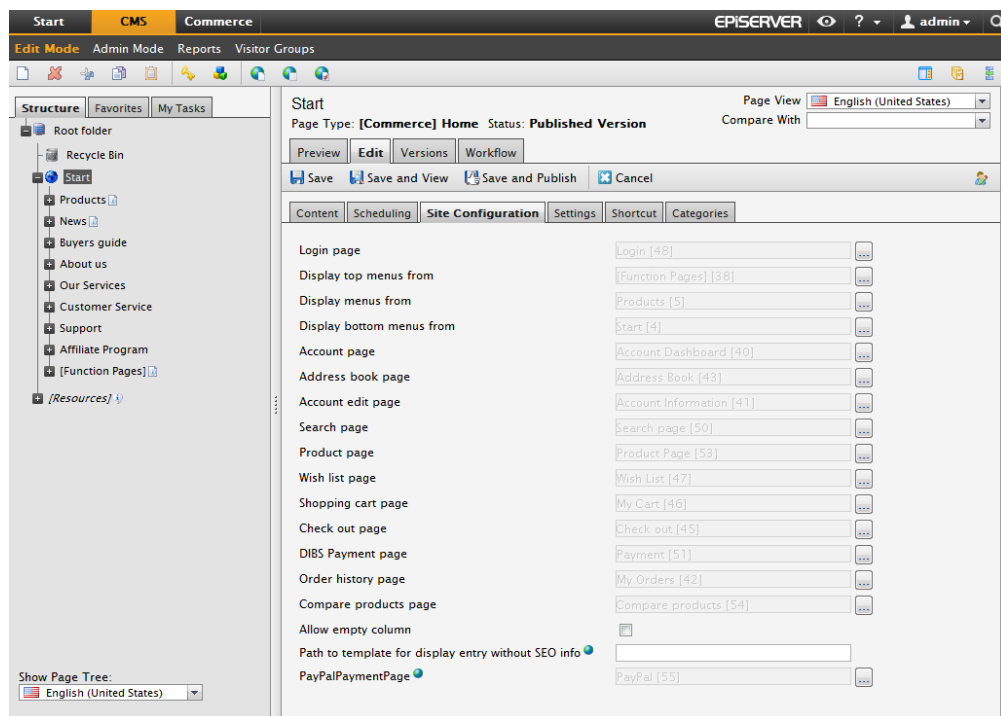 Start CMS Commerce EPiSERVER ? admin
Edit Mode Admin Mode Reports Visitor Groups
Structure Favorites My Tasks
Root folder
Recycle Bin
Start
Products
News
Buyers guide
About us
Our Services
Customer Service
Support
Affiliate Program
[Function Pages]
[Resources]
Show Page Tree:
English (United States)
Start
Page View English (United States)
Page Type: [Commerce] Home Status: Published Version
Compare With
Preview Edit Versions Workflow
Save Save and View Save and Publish Cancel
Content Scheduling Site Configuration Settings Shortcut Categories
Login page Login [48] ...
Display top menus from [Function Pages] [38] ...
Display menus from Products [5] ...
Display bottom menus from Start [4] ...
Account page Account Dashboard [40] ...
Address book page Address Book [43] ...
Account edit page Account Information [41] ...
Search page Search page [50] ...
Product page Product Page [53] ...
Wish list page Wish List [47] ...
Shopping cart page My Cart [46] ...
Check out page Check out [45] ...
DIBS Payment page Payment [51] ...
Order history page My Orders [42] ...
Compare products page Compare products [54] ...
Allow empty column
Path to template for display entry without SEO info
PayPalPaymentPage PayPal [55] ...